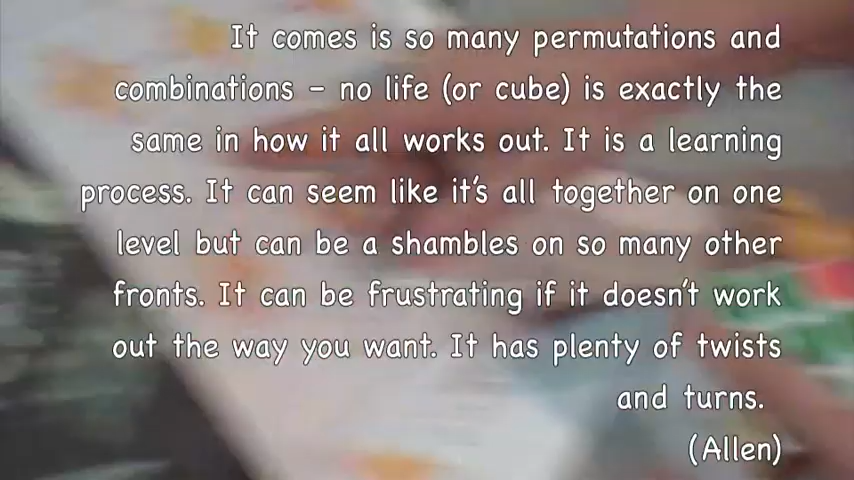 It comes is so many permutations and
combinations – no life (or cube) is exactly the
same in how it all works out. It is a learning
process. It can seem like it's all together on one
level but can be a shambles on so many other
fronts. It can be frustrating if it doesn't work
out the way you want. It has plenty of twists
and turns.
(Allen)